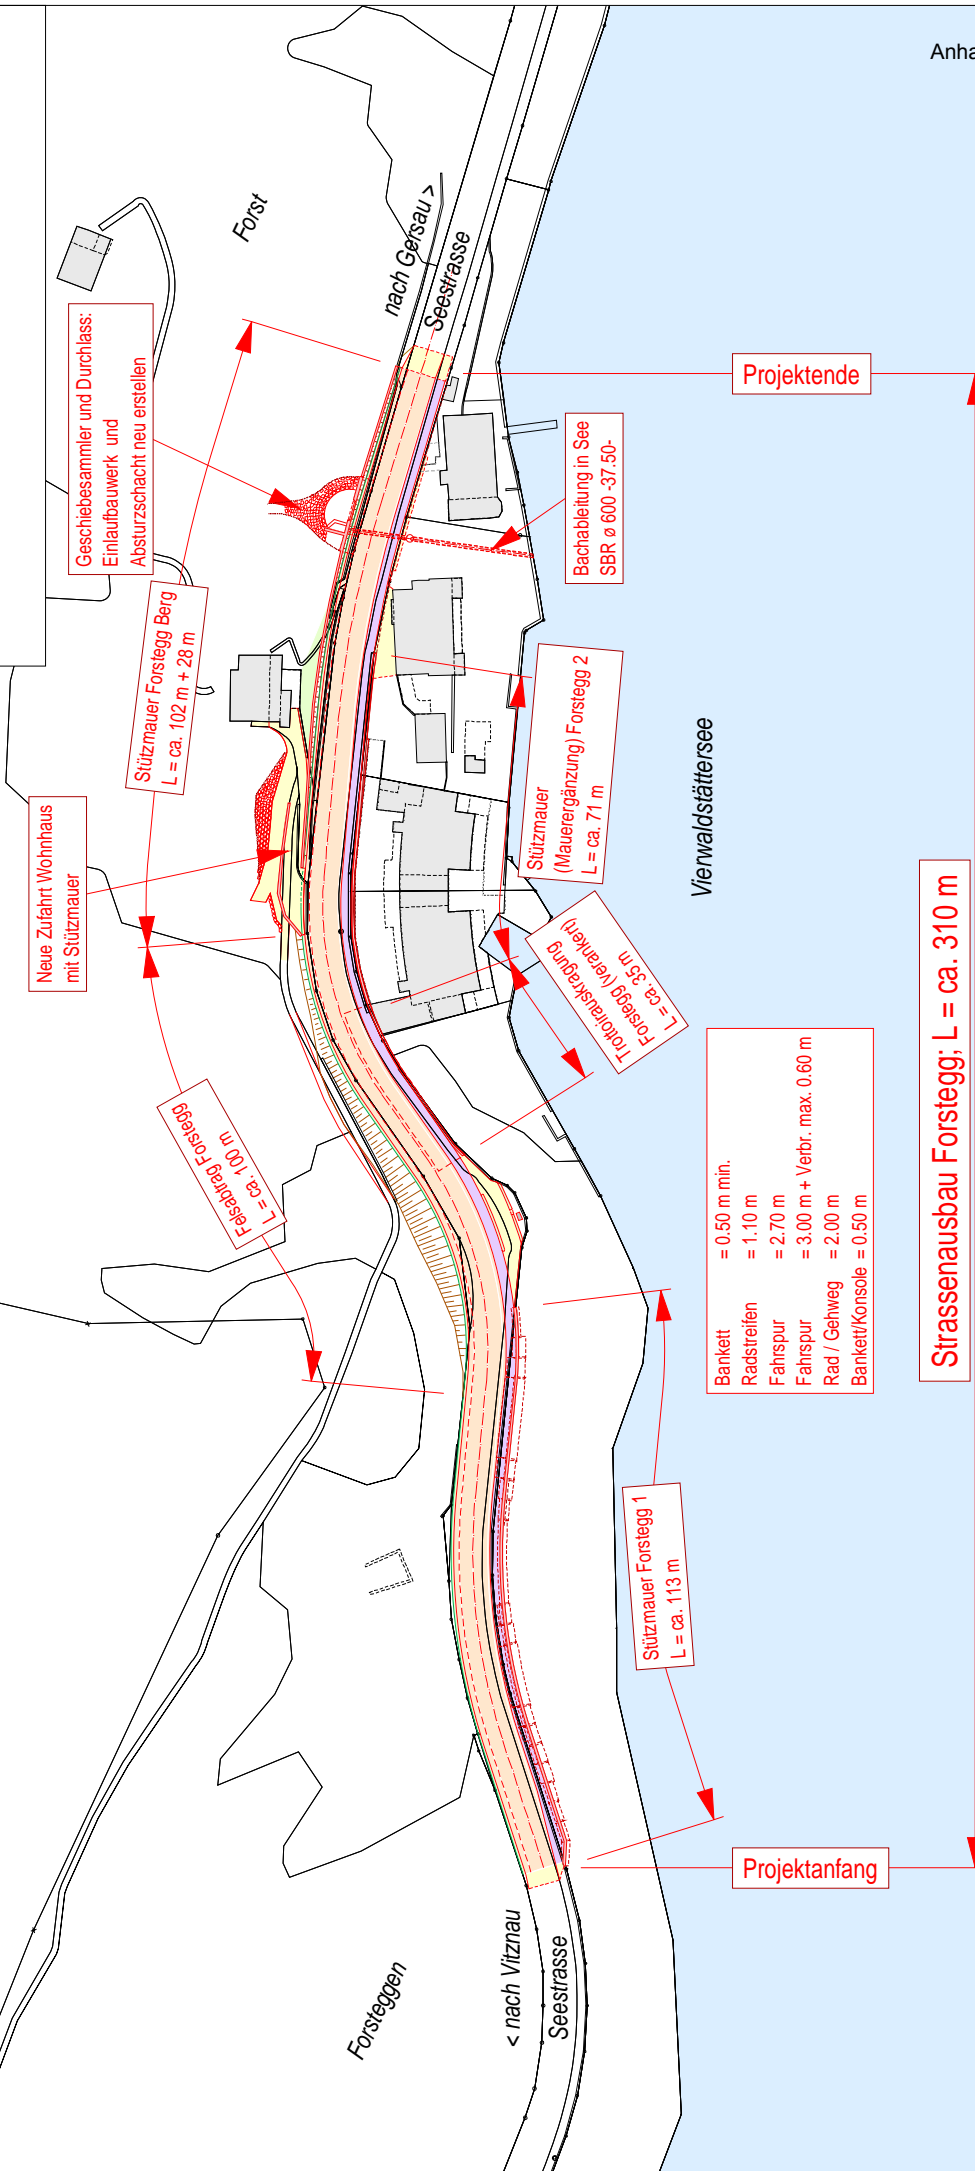 Anha
Forst
nach Gersau >
Seestrasse
Geschiebesammler und Durchlass:
Einlaufbauwerk und
Absturzschacht neu erstellen
Projektende
Bachableitung in See
SBR ø 600 -37.50-
Stützmauer Forstegg Berg
L = ca. 102 m + 28 m
Stützmauer
(Mauerergänzung) Forstegg 2
L = ca. 71 m
Vierwaldstättersee
Neue Zufahrt Wohnhaus
mit Stützmauer
Trottoirauskragung
Forstegg (verankert)
L = ca. 35 m
Felsabtrag Forstegg
L = ca. 100 m
Bankett = 0.50 m min.
Radstreifen = 1.10 m
Fahrspur = 2.70 m
Fahrspur = 3.00 m + Verbr. max. 0.60 m
Rad / Gehweg = 2.00 m
Bankett/Konsole = 0.50 m
Strassenausbau Forstegg; L = ca. 310 m
Stützmauer Forstegg 1
L = ca. 113 m
Projektanfang
< nach Vitznau
Seestrasse
Forsteggen